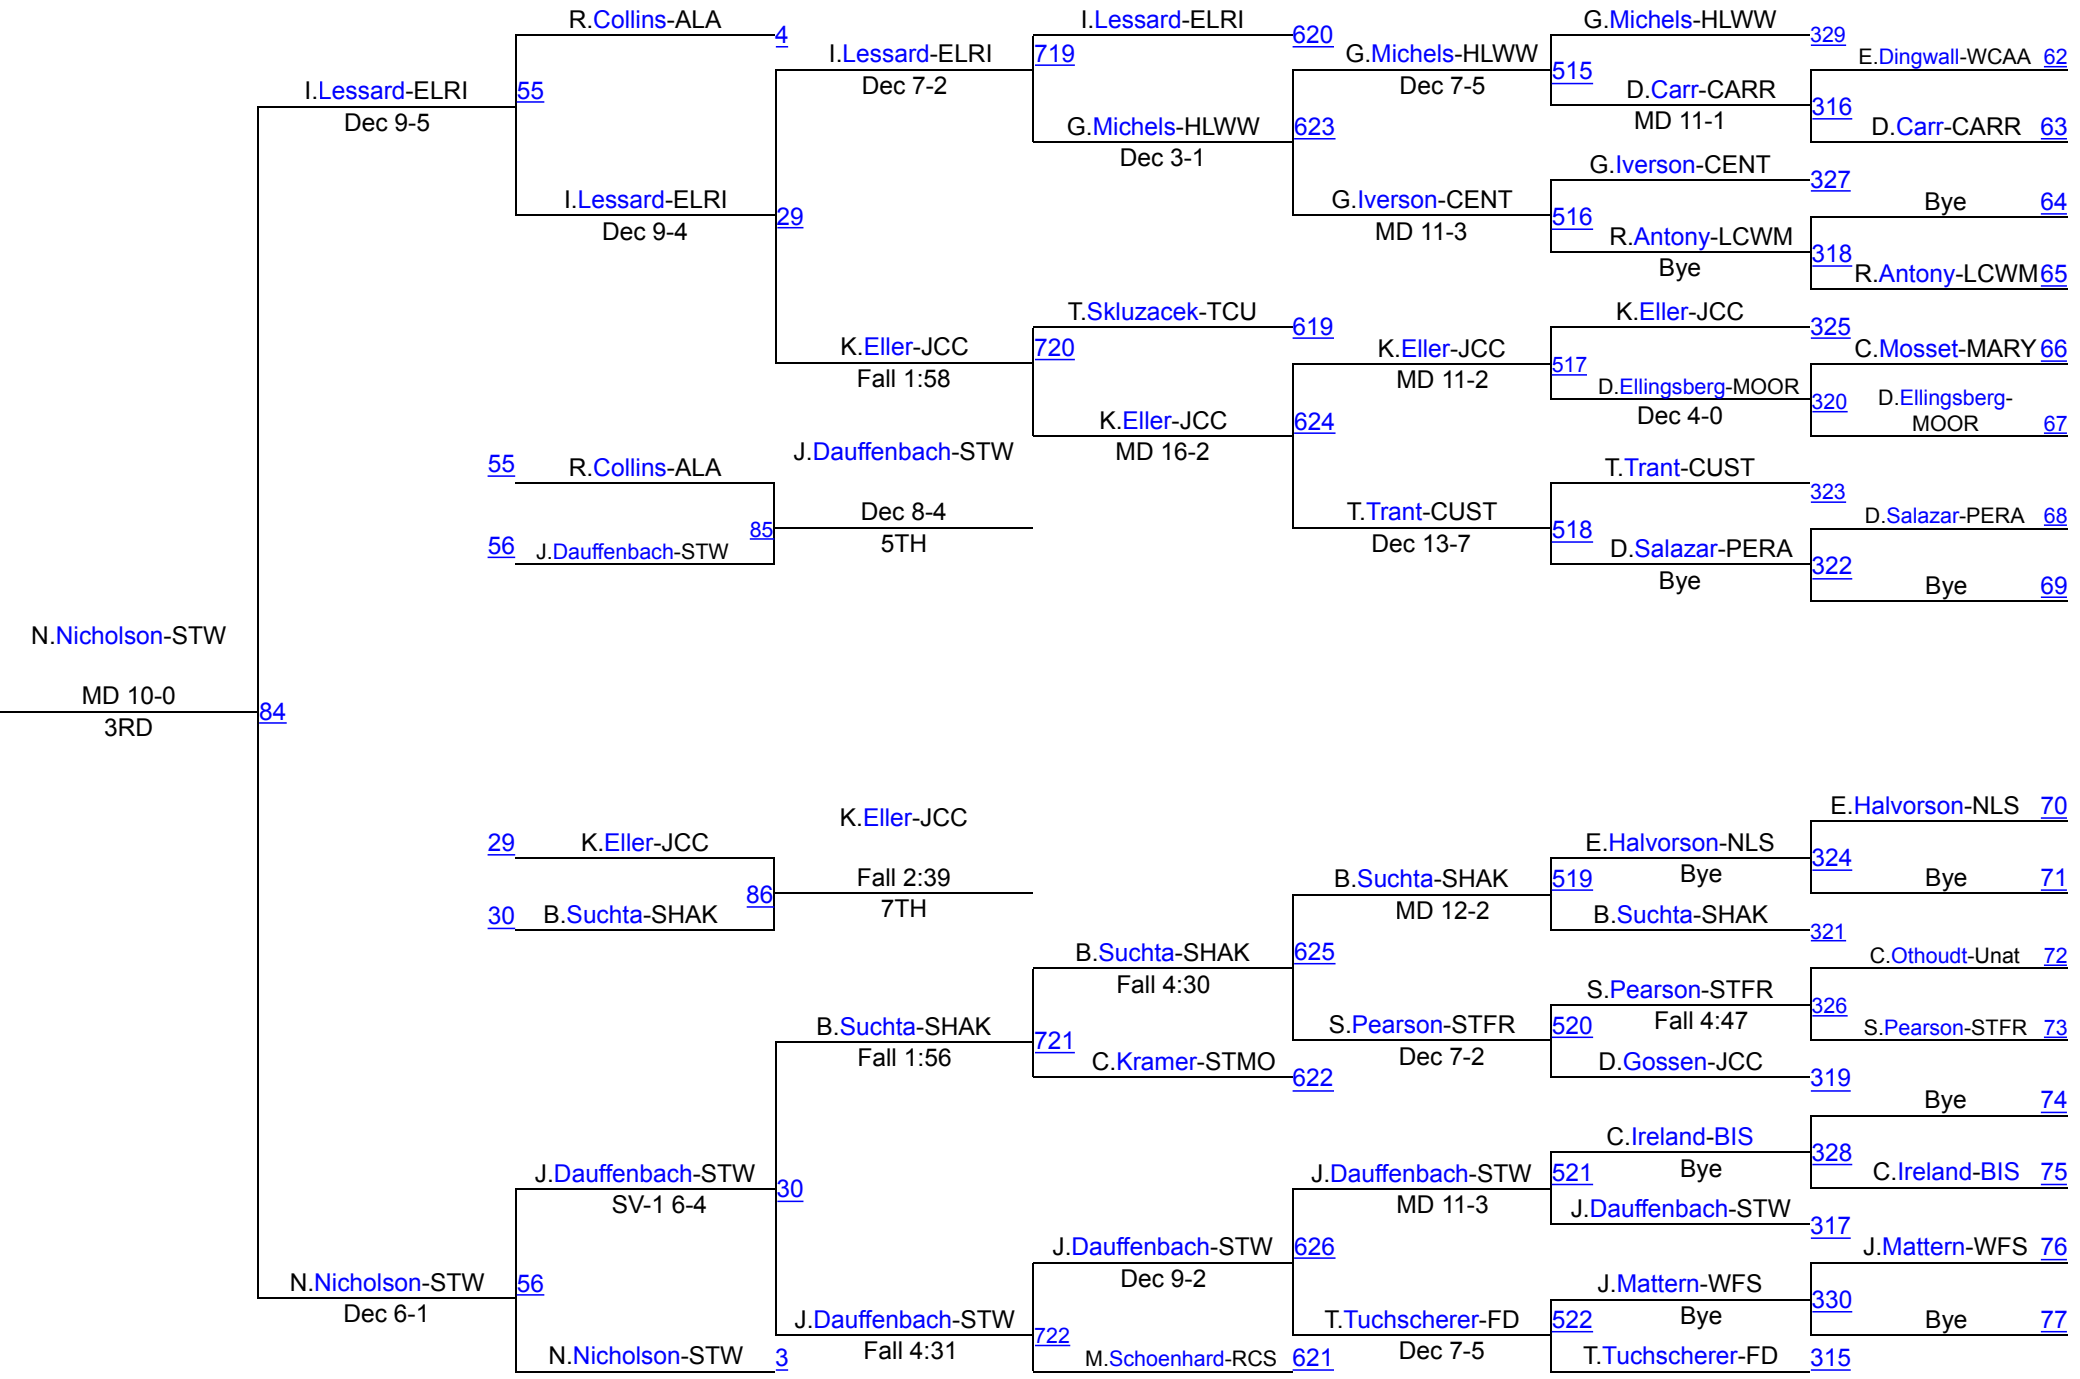 R.Collins-ALA
4
I.Lessard-ELRI
Dec 9-5
55
I.Lessard-ELRI
Dec 9-4
29
I.Lessard-ELRI
Dec 7-2
719
I.Lessard-ELRI
620
G.Michels-HLWW
Dec 3-1
623
G.Michels-HLWW
Dec 7-5
515
G.Michels-HLWW
329
D.Carr-CARR
MD 11-1
316
E.Dingwall-WCAA 62
D.Carr-CARR 63
G.Iverson-CENT
MD 11-3
516
G.Iverson-CENT
327
R.Antony-LCWM
Bye
318
Bye 64
R.Antony-LCWM 65
K.Eller-JCC
Fall 1:58
720
T.Skluzacek-TCU
619
K.Eller-JCC
MD 16-2
624
K.Eller-JCC
MD 11-2
517
K.Eller-JCC
325
D.Ellingsberg-MOOR
Dec 4-0
320
C.Mosset-MARY 66
D.Ellingsberg-
MOOR 67
T.Trant-CUST
Dec 13-7
518
T.Trant-CUST
323
D.Salazar-PERA
Bye
322
D.Salazar-PERA 68
Bye 69
55 R.Collins-ALA
56 J.Dauffenbach-STW
85
J.Dauffenbach-STW
Dec 8-4
5TH
N.Nicholson-STW
MD 10-0
3RD
84
29 K.Eller-JCC
30 B.Suchta-SHAK
86
K.Eller-JCC
Fall 2:39
7TH
B.Suchta-SHAK
Fall 1:56
721
B.Suchta-SHAK
Fall 4:30
625
B.Suchta-SHAK
MD 12-2
519
E.Halvorson-NLS
Bye
324
E.Halvorson-NLS 70
Bye 71
B.Suchta-SHAK
321
S.Pearson-STFR
Dec 7-2
520
S.Pearson-STFR
Fall 4:47
326
C.Othoudt-Unat 72
S.Pearson-STFR 73
D.Gossen-JCC
319
C.Kramer-STMO
622
N.Nicholson-STW
Dec 6-1
56
J.Dauffenbach-STW
SV-1 6-4
30
N.Nicholson-STW
3
J.Dauffenbach-STW
Fall 4:31
722
J.Dauffenbach-STW
Dec 9-2
626
J.Dauffenbach-STW
MD 11-3
521
C.Ireland-BIS
Bye
328
Bye 74
C.Ireland-BIS 75
J.Dauffenbach-STW
317
T.Tuchscherer-FD
Dec 7-5
522
J.Mattern-WFS
Bye
330
J.Mattern-WFS 76
Bye 77
T.Tuchscherer-FD
315
M.Schoenhard-RCS
621